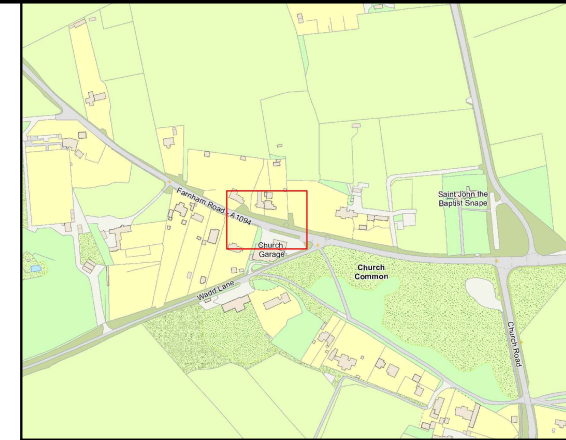 Farnham Road - A1094
Saint John the
Baptist Snape
Church
Garage
Church
Common
Wadd Lane
Church Road